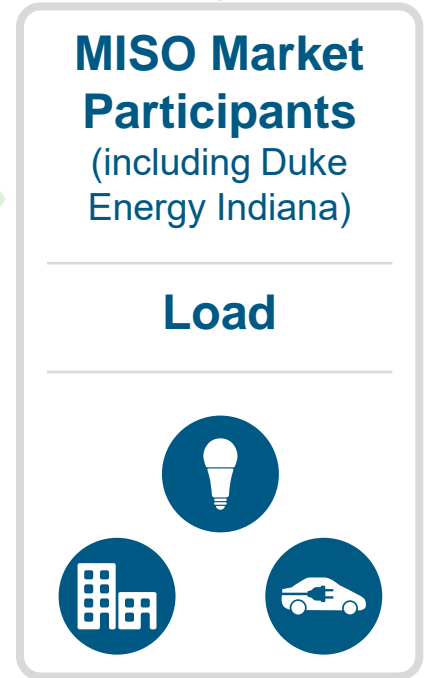 MISO Market
Participants
(including Duke
Energy Indiana)
Load